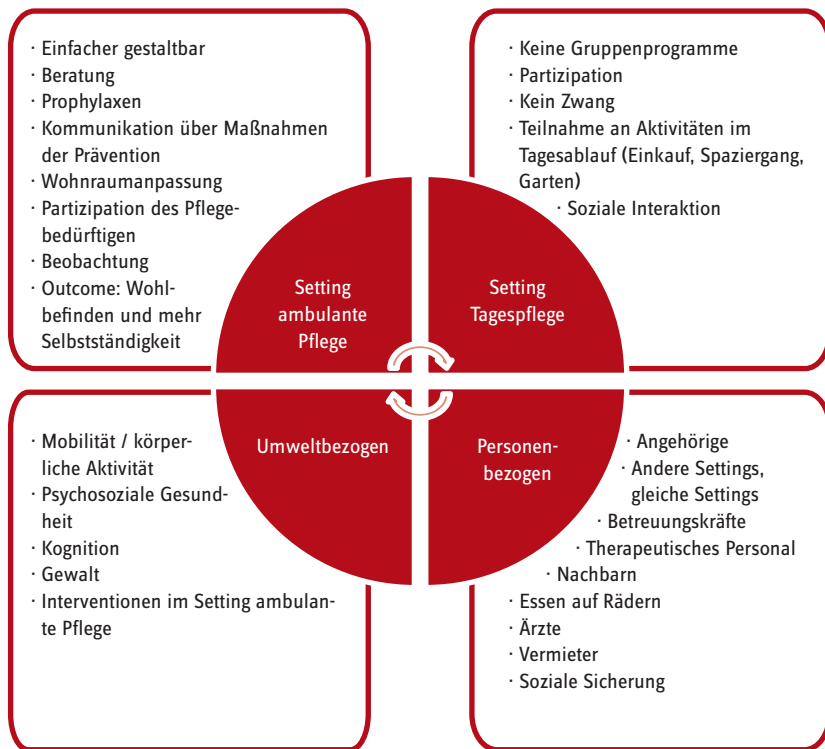 · Einfacher gestaltbar
· Beratung
· Prophylaxen
· Kommunikation über Maßnahmen
der Prävention
· Wohnraumanpassung
· Partizipation des Pflege-
bedürftigen
· Beobachtung
· Outcome: Wohl-
befinden und mehr
Selbstständigkeit
Setting
ambulante
Pflege
· Keine Gruppenprogramme
· Partizipation
· Kein Zwang
· Teilnahme an Aktivitäten im
Tagesablauf (Einkauf, Spaziergang,
Garten)
· Soziale Interaktion
Setting
Tagespflege
· Mobilität / körper-
liche Aktivität
· Psychosoziale Gesund-
heit
· Kognition
· Gewalt
· Interventionen im Setting ambulan-
te Pflege
Umweltbezogen
Personen-
bezogen
· Angehörige
· Andere Settings,
gleiche Settings
· Betreuungskräfte
· Therapeutisches Personal
· Nachbarn
· Essen auf Rädern
· Ärzte
· Vermieter
· Soziale Sicherung